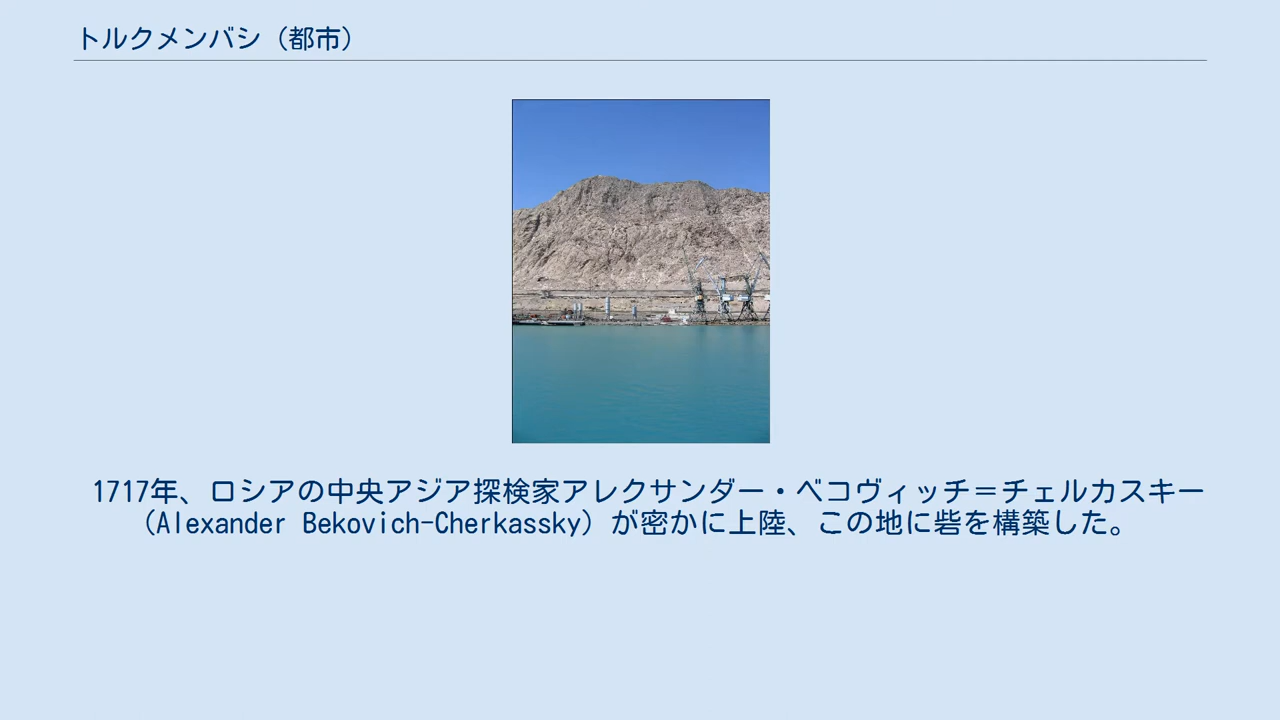 トルクメンバシ（都市）
1717年、ロシアの中央アジア探検家アレクサンダー・ベコヴィッチ＝チェルカスキー
（Alexander Bekovich-Cherkassky）が密かに上陸、この地に砦を構築した。